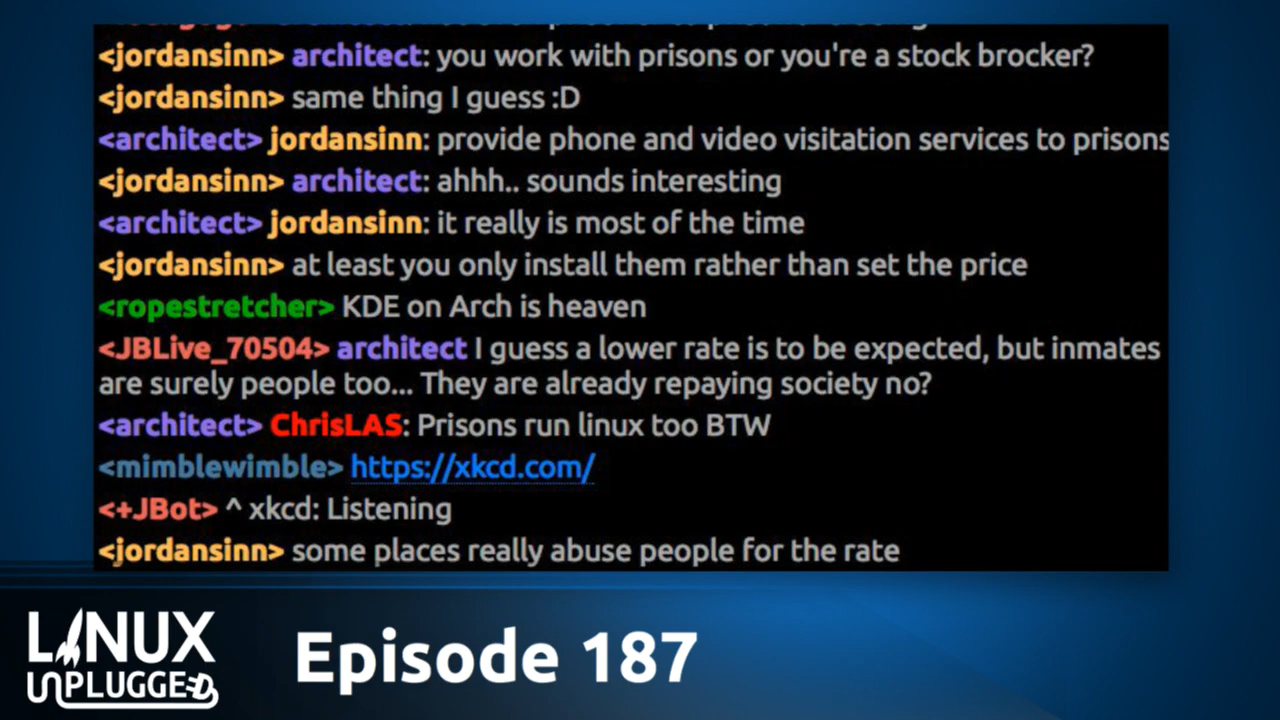 <jordansinn> architect: you work with prisons or you're a stock brocker?
<jordansinn> same thing I guess :D
<architect> jordansinn: provide phone and video visitation services to prisons
<jordansinn> architect: ahhh.. sounds interesting
<architect> jordansinn: it really is most of the time
<jordansinn> at least you only install them rather than set the price
<ropestretcher> KDE on Arch is heaven
<JBLive_70504> architect I guess a lower rate is to be expected, but inmates
are surely people too... They are already repaying society no?
<architect> ChrisLAS: Prisons run linux too BTW
<mimblewimble> https://xkcd.com/
<+JBot> ^ xkcd: Listening
<jordansinn> some places really abuse people for the rate
LINUX
UNPLUGGED
Episode 187